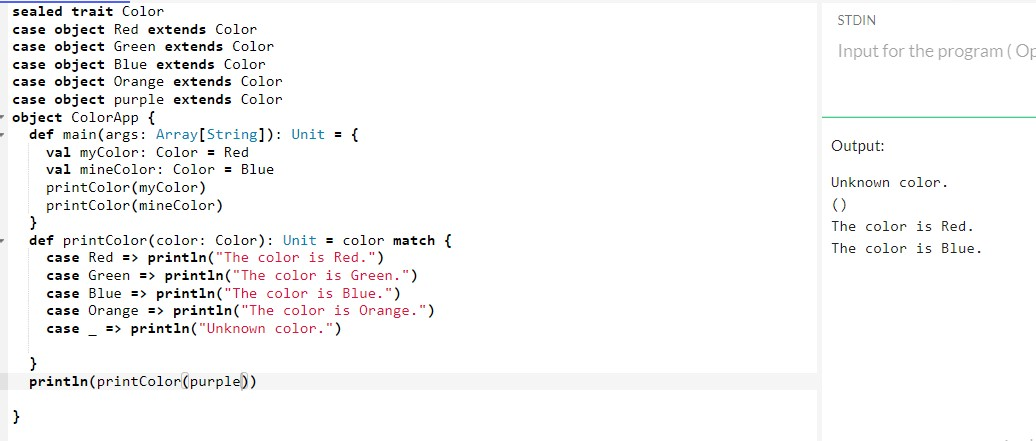 sealed trait Color
case object Red extends Color
case object Green extends Color
case object Blue extends Color
case object Orange extends Color
case object purple extends Color
object ColorApp {
  def main(args: Array[String]): Unit = {
    val myColor: Color = Red
    val mineColor: Color = Blue
    printColor(myColor)
    printColor(mineColor)
  }
  def printColor(color: Color): Unit = color match {
    case Red => println("The color is Red.")
    case Green => println("The color is Green.")
    case Blue => println("The color is Blue.")
    case Orange => println("The color is Orange.")
    case _ => println("Unknown color.")
  }
  println(printColor(purple))
}
STDIN
Input for the program ( Op
Output:
Unknown color.
()
The color is Red.
The color is Blue.